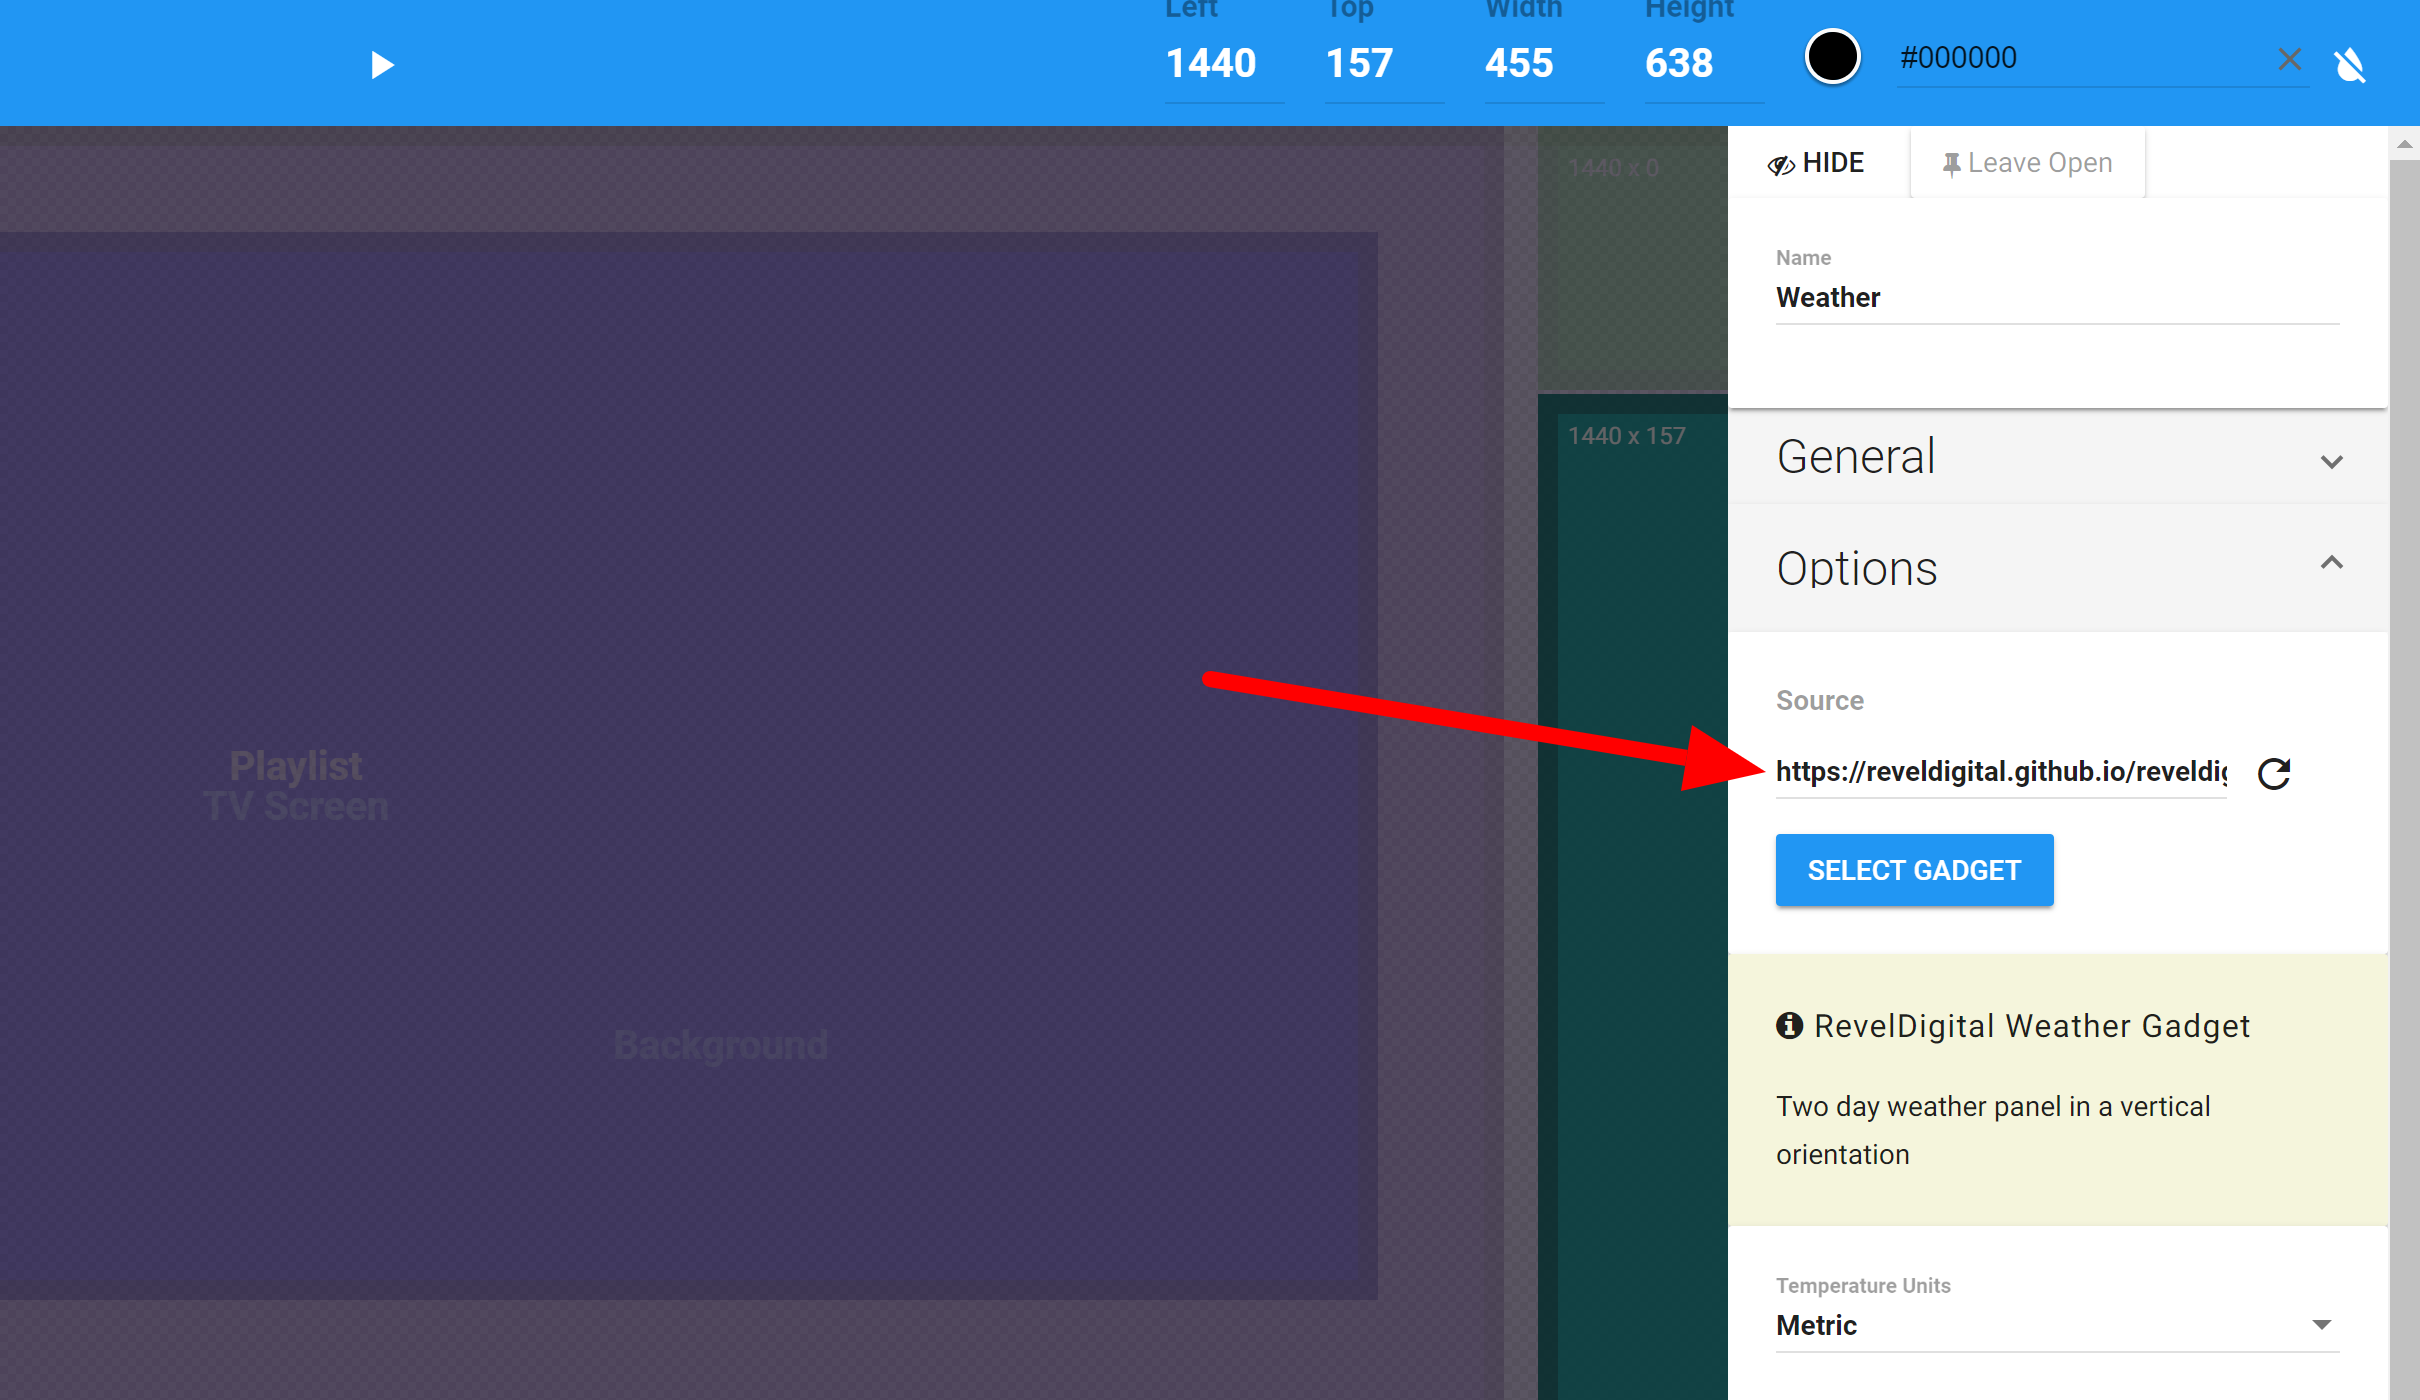 Left Top Width Height
1440 157 455 638 #000000
1440 x 0
HIDE Leave Open
Name
Weather
1440 x 157
General
Options
Source
https://reveldigital.github.io/reveldig
SELECT GADGET
Playlist
TV Screen
Background
RevelDigital Weather Gadget
Two day weather panel in a vertical
orientation
Temperature Units
Metric